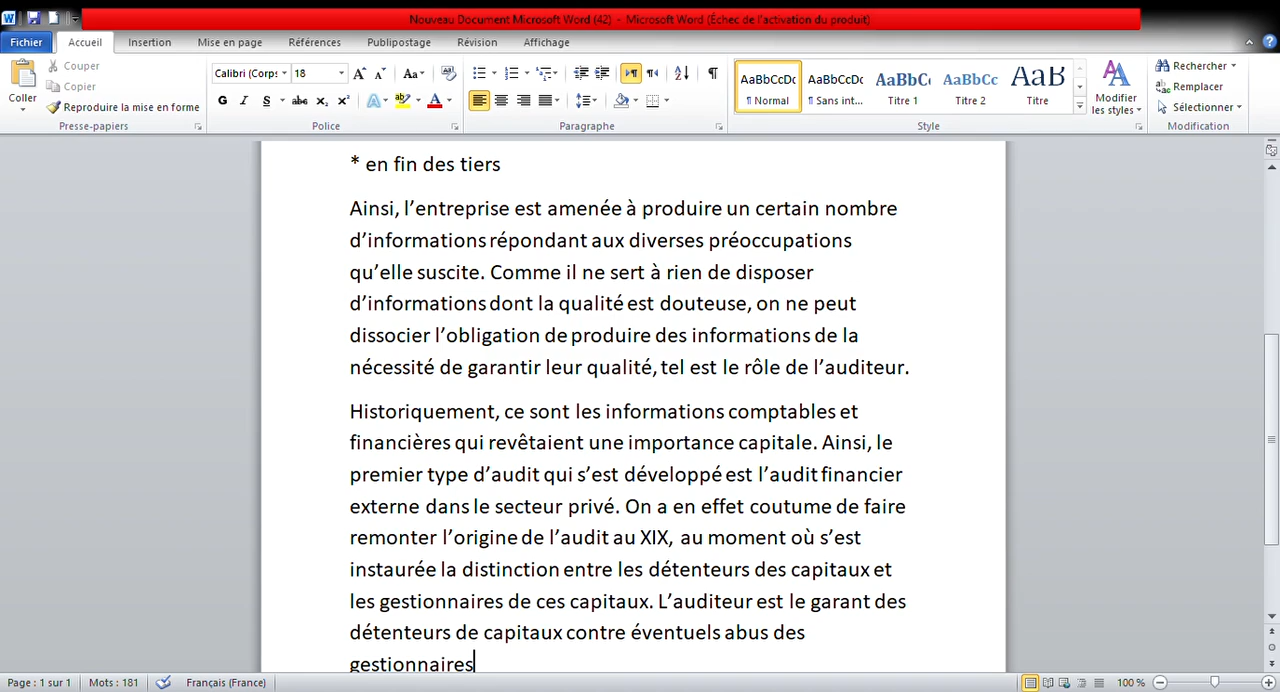 Nouveau Document Microsoft Word (42) - Microsoft Word (Échec de l'activation du produit)
Fichier Accueil Insertion Mise en page Références Publipostage Révision Affichage
Coller
Couper
Copier
Reproduire la mise en forme
Presse-papiers
Calibri (Corps 18
G I S abc x₂ x²
Police
Paragraphe
AaBbCcDc AaBbCcDc AaBbC AaBbCc AaB
¶ Normal ¶ Sans int... Titre 1 Titre 2 Titre
Modifier
les styles
Style
Rechercher
Remplacer
Sélectionner
Modification
* en fin des tiers
Ainsi, l’entreprise est amenée à produire un certain nombre
d’informations répondant aux diverses préoccupations
qu’elle suscite. Comme il ne sert à rien de disposer
d’informations dont la qualité est douteuse, on ne peut
dissocier l’obligation de produire des informations de la
nécessité de garantir leur qualité, tel est le rôle de l’auditeur.
Historiquement, ce sont les informations comptables et
financières qui revêtaient une importance capitale. Ainsi, le
premier type d’audit qui s’est développé est l’audit financier
externe dans le secteur privé. On a en effet coutume de faire
remonter l’origine de l’audit au XIX, au moment où s’est
instaurée la distinction entre les détenteurs des capitaux et
les gestionnaires de ces capitaux. L’auditeur est le garant des
détenteurs de capitaux contre éventuels abus des
gestionnaires
Page : 1 sur 1 Mots : 181 Français (France) 100 %